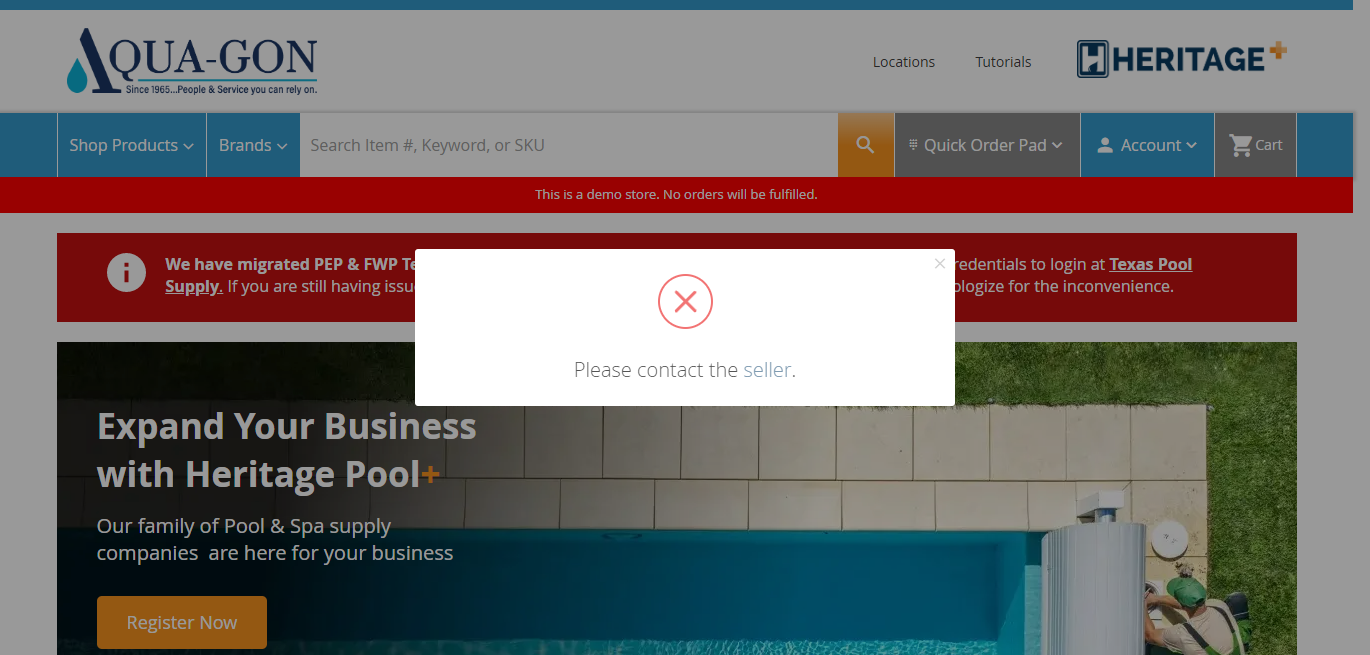 AQUA-GON
Since 1965...People & Service you can rely on.
Locations
Tutorials
HERITAGE+
Shop Products
Brands
Search Item #, Keyword, or SKU
Quick Order Pad
Account
Cart
This is a demo store. No orders will be fulfilled.
We have migrated PEP & FWP redentials to login at Texas Pool
Supply. If you are still having ologize for the inconvenience.
Please contact the seller.
Expand Your Business
with Heritage Pool+
Our family of Pool & Spa supply
companies are here for your business
Register Now